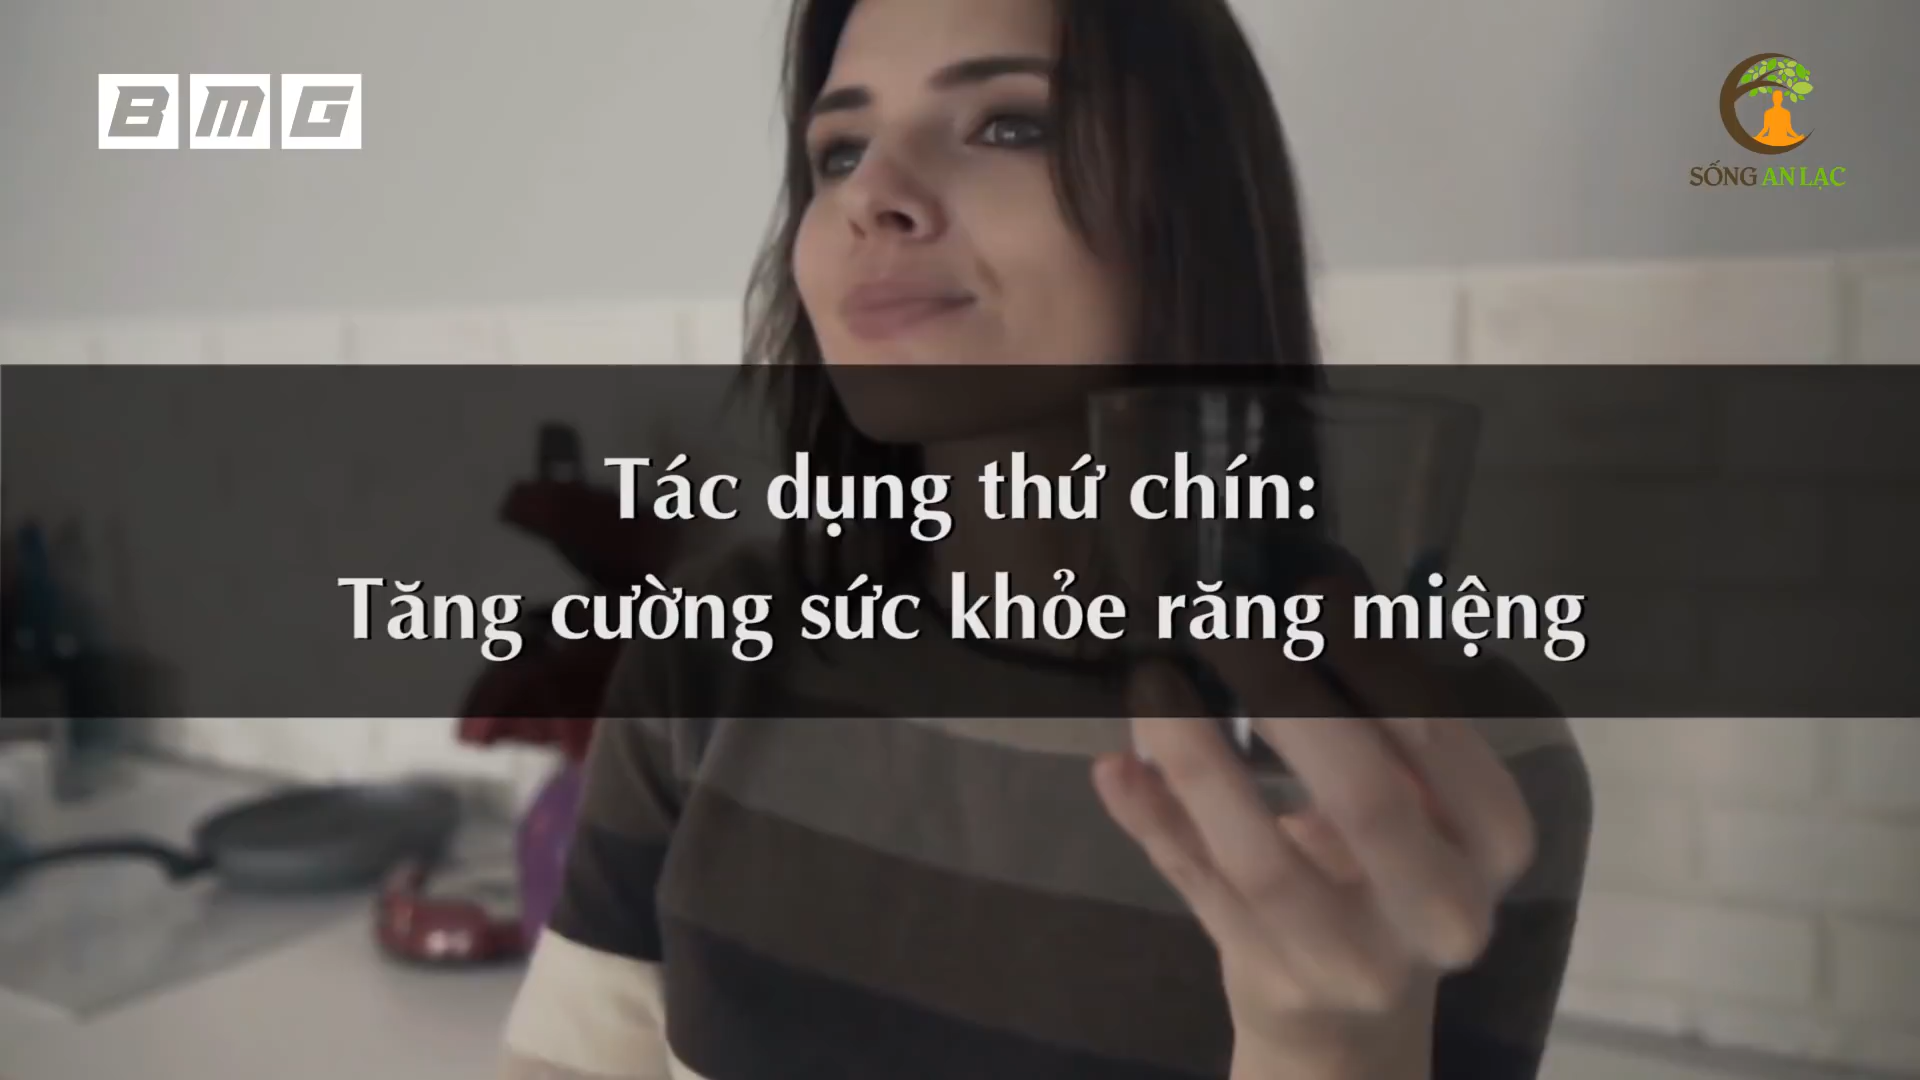 BMG
SỐNG AN LẠC
Tác dụng thứ chín:
Tăng cường sức khỏe răng miệng